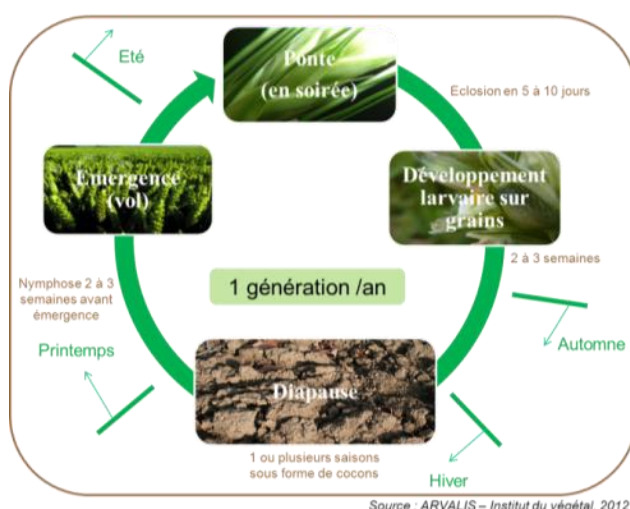 Eté
Ponte
(en soirée)
Eclosion en 5 à 10 jours
Emergence
(vol)
Développement
larvaire sur
grains
2 à 3 semaines
Nymphose 2 à 3
semaines avant
émergence
1 génération /an
Printemps
Automne
Diapause
1 ou plusieurs saisons
sous forme de cocons
Hiver
Source : ARVALIS – Institut du végétal, 2012